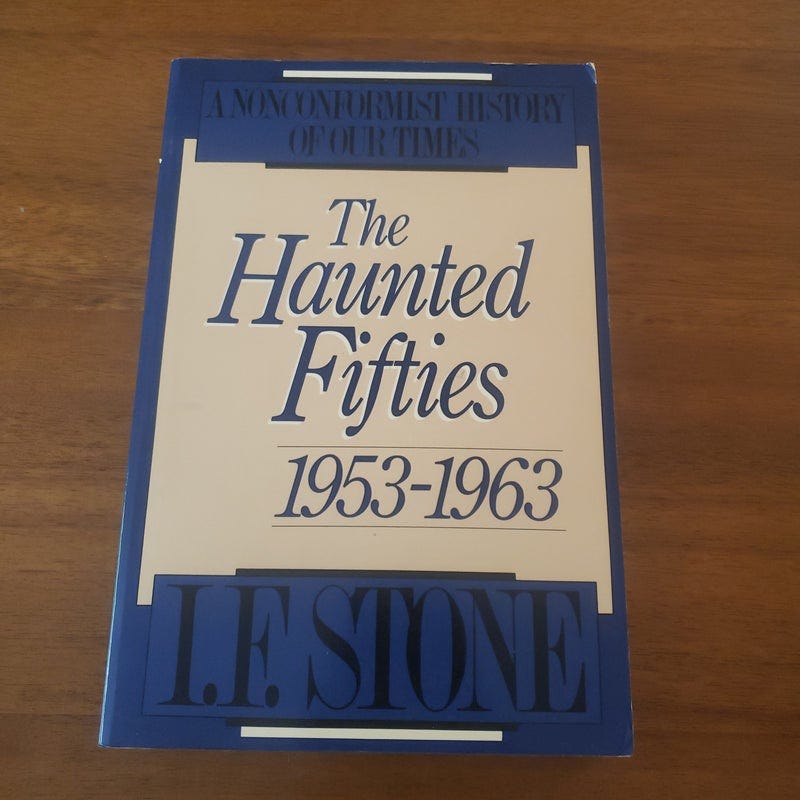 A NONCONFORMIST HISTORY
OF OUR TIMES
The
Haunted
Fifties
1953-1963
I.F. STONE